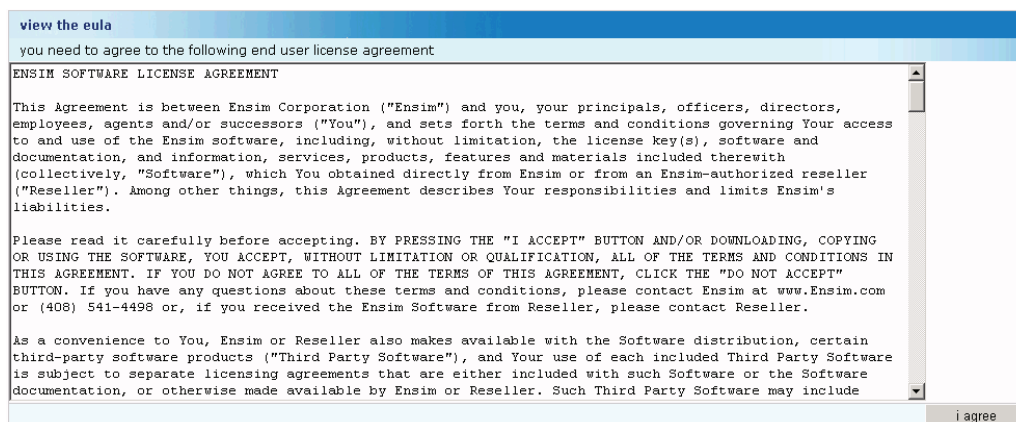 view the eula
you need to agree to the following end user license agreement
ENSIM SOFTWARE LICENSE AGREEMENT
This Agreement is between Ensim Corporation ("Ensim") and you, your principals, officers, directors,
employees, agents and/or successors ("You"), and sets forth the terms and conditions governing Your access
to and use of the Ensim software, including, without limitation, the license key(s), software and
documentation, and information, services, products, features and materials included therewith
(collectively, "Software"), which You obtained directly from Ensim or from an Ensim-authorized reseller
("Reseller"). Among other things, this Agreement describes Your responsibilities and limits Ensim's
liabilities.
Please read it carefully before accepting. BY PRESSING THE "I ACCEPT" BUTTON AND/OR DOWNLOADING, COPYING
OR USING THE SOFTWARE, YOU ACCEPT, WITHOUT LIMITATION OR QUALIFICATION, ALL OF THE TERMS AND CONDITIONS IN
THIS AGREEMENT. IF YOU DO NOT AGREE TO ALL OF THE TERMS OF THIS AGREEMENT, CLICK THE "DO NOT ACCEPT"
BUTTON. If you have any questions about these terms and conditions, please contact Ensim at www.Ensim.com
or (408) 541-4498 or, if you received the Ensim Software from Reseller, please contact Reseller.
As a convenience to You, Ensim or Reseller also makes available with the Software distribution, certain
third-party software products ("Third Party Software"), and Your use of each included Third Party Software
is subject to separate licensing agreements that are either included with such Software or the Software
documentation, or otherwise made available by Ensim or Reseller. Such Third Party Software may include
i agree